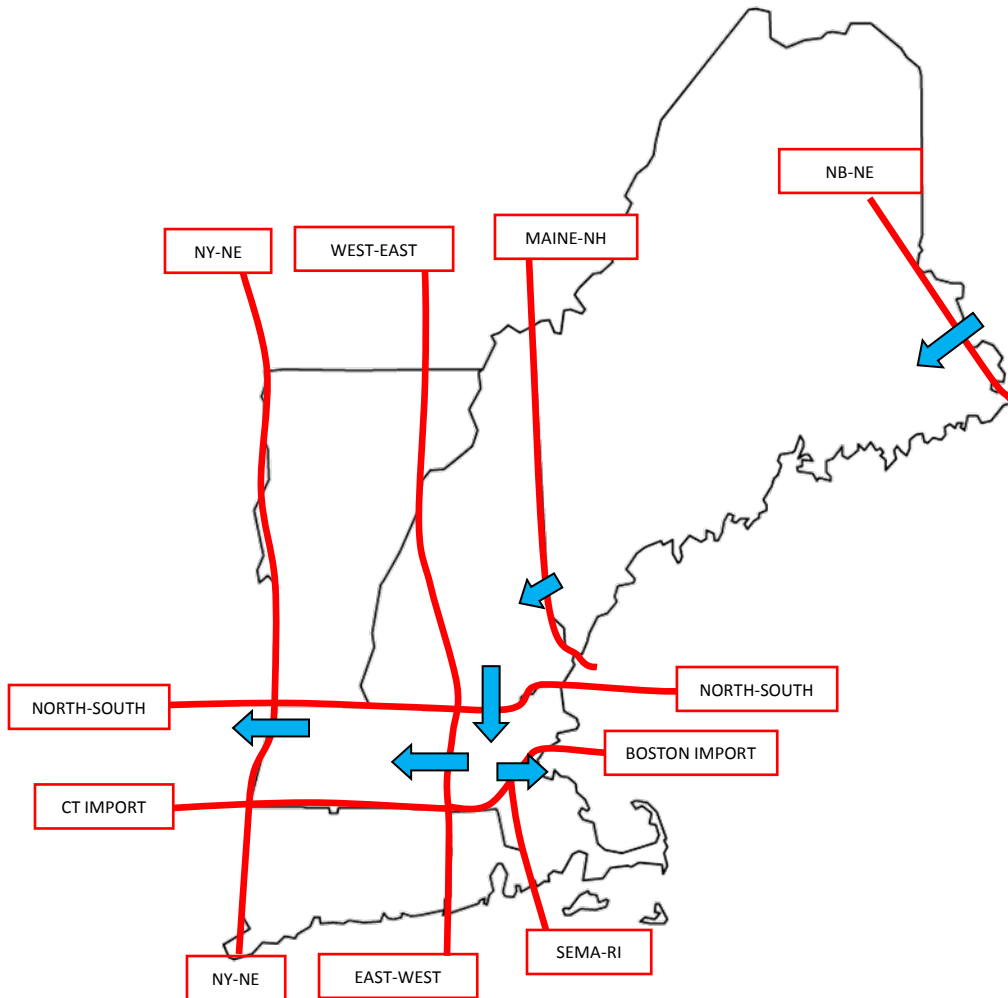 NB-NE
MAINE-NH
WEST-EAST
NY-NE
NORTH-SOUTH
NORTH-SOUTH
BOSTON IMPORT
CT IMPORT
SEMA-RI
NY-NE
EAST-WEST